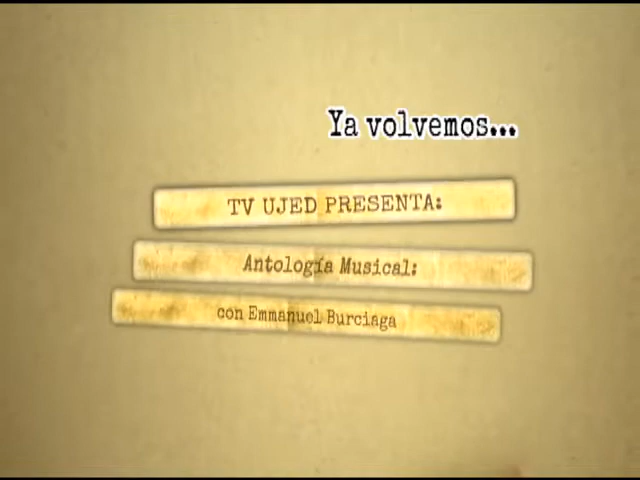 Ya volvemos...
TV UJED PRESENTA:
Antología Musical:
con Emmanuel Burciaga